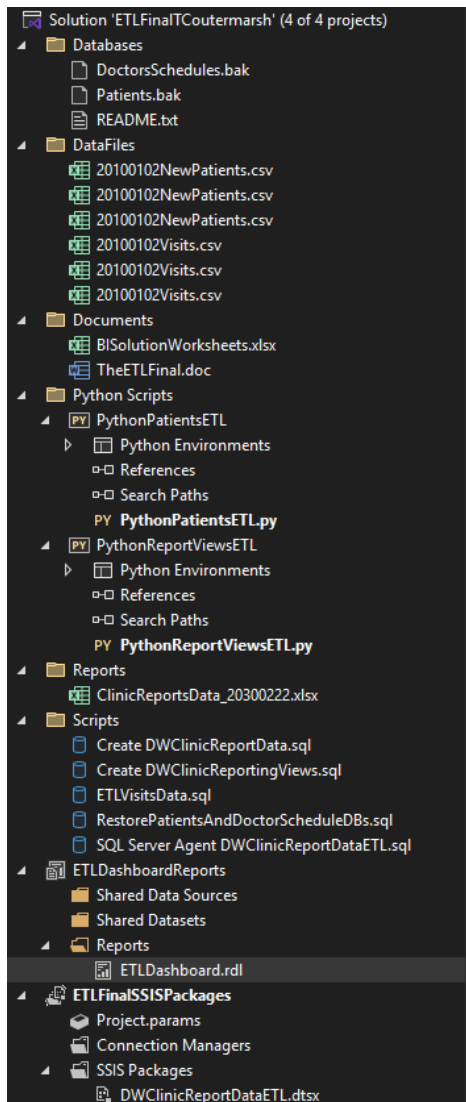 Solution 'ETLFinalTCoutermarsh' (4 of 4 projects)
Databases
DoctorsSchedules.bak
Patients.bak
README.txt
DataFiles
20100102NewPatients.csv
20100102NewPatients.csv
20100102NewPatients.csv
20100102Visits.csv
20100102Visits.csv
20100102Visits.csv
Documents
BISolutionWorksheets.xlsx
TheETLFinal.doc
Python Scripts
PY PythonPatientsETL
Python Environments
References
Search Paths
PY PythonPatientsETL.py
PY PythonReportViewsETL
Python Environments
References
Search Paths
PY PythonReportViewsETL.py
Reports
ClinicReportsData_20300222.xlsx
Scripts
Create DWClinicReportData.sql
Create DWClinicReportingViews.sql
ETLVisitsData.sql
RestorePatientsAndDoctorScheduleDBs.sql
SQL Server Agent DWClinicReportDataETL.sql
ETLDashboardReports
Shared Data Sources
Shared Datasets
Reports
ETLDashboard.rdl
ETLFinalSSISPackages
Project.params
Connection Managers
SSIS Packages
DWClinicReportDataETL.dtsx